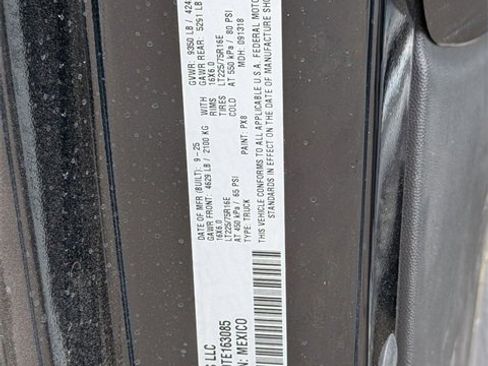 S LLC
DATE OF MFR (BUILT): 9-25
GVWR: 9350 LB / 424
GAWR FRONT: 4629 LB / 2100 KG
GAWR REAR: 5291 LB
16X6.0 WITH RIMS 16X6.0
LT225/75R16E TIRES LT225/75R16E
AT 450 kPa / 65 PSI COLD AT 550 kPa / 80 PSI
TYPE: TRUCK PAINT: PX8 MDH: 091318
THIS VEHICLE CONFORMS TO ALL APPLICABLE U.S.A. FEDERAL MOTOR
STANDARDS IN EFFECT ON THE DATE OF MANUFACTURE SHO
TE163085
N: MEXICO